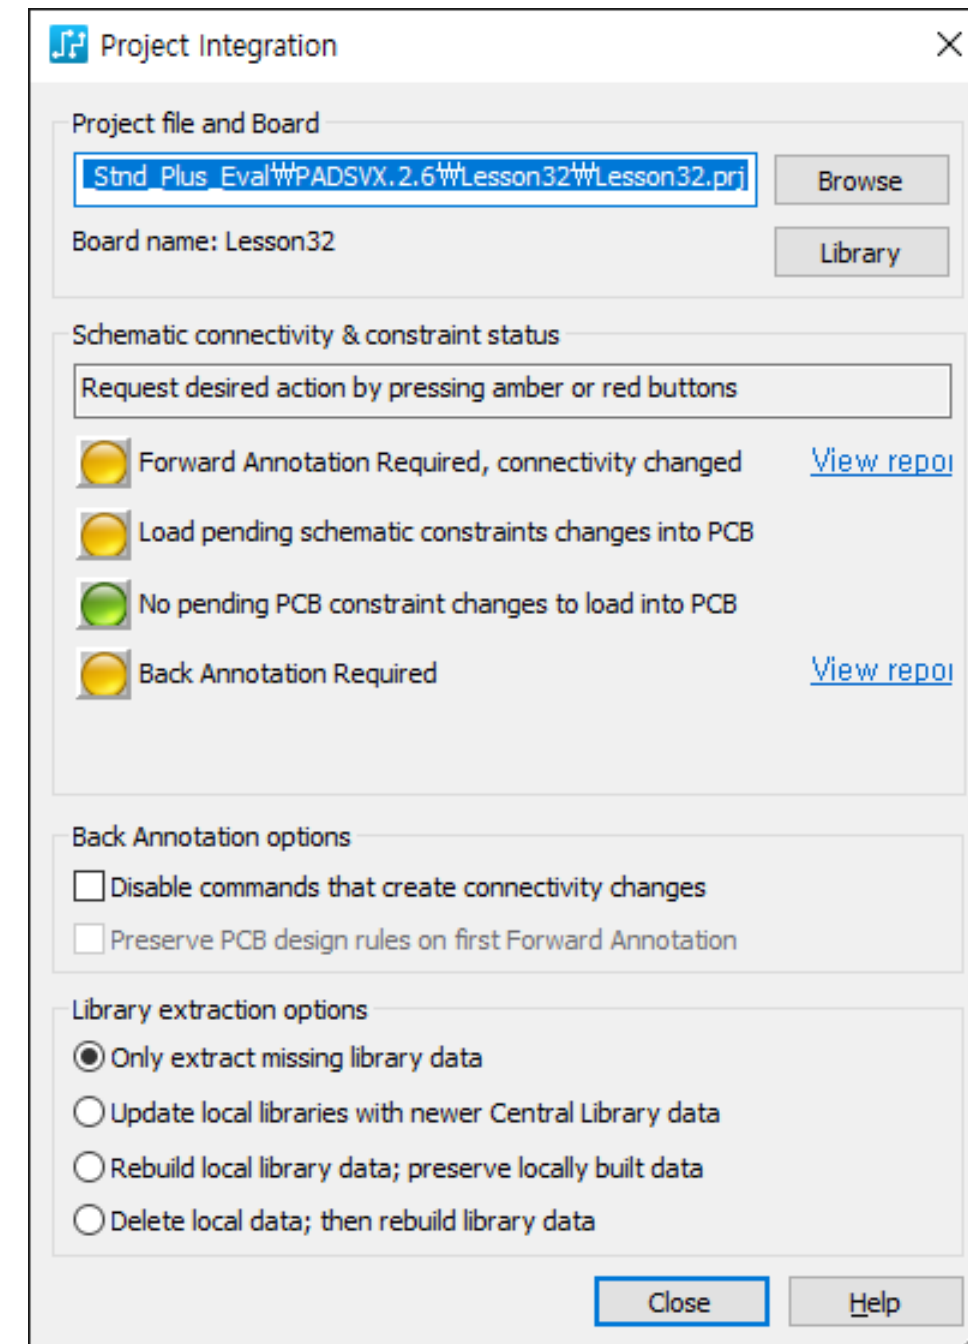 Project Integration
Project file and Board
_Stnd_Plus_Eval₩PADSVX.2.6₩Lesson32₩Lesson32.prj
Browse
Board name: Lesson32
Library
Schematic connectivity & constraint status
Request desired action by pressing amber or red buttons
Forward Annotation Required, connectivity changed View repor
Load pending schematic constraints changes into PCB
No pending PCB constraint changes to load into PCB
Back Annotation Required View repor
Back Annotation options
Disable commands that create connectivity changes
Preserve PCB design rules on first Forward Annotation
Library extraction options
Only extract missing library data
Update local libraries with newer Central Library data
Rebuild local library data; preserve locally built data
Delete local data; then rebuild library data
Close Help